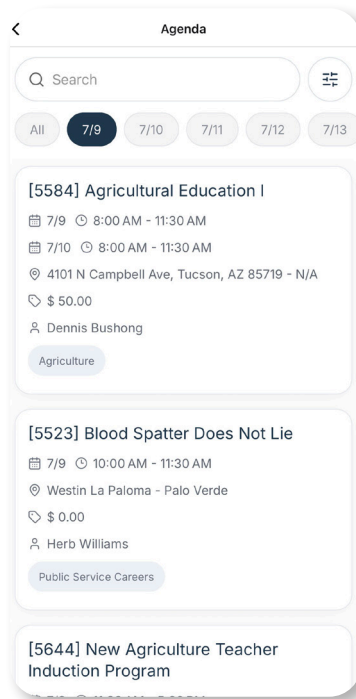 Agenda
Search
All
7/9
7/10
7/11
7/12
7/13
[5584] Agricultural Education I
7/9 8:00 AM - 11:30 AM
7/10 8:00 AM - 11:30 AM
4101 N Campbell Ave, Tucson, AZ 85719 - N/A
$ 50.00
Dennis Bushong
Agriculture
[5523] Blood Spatter Does Not Lie
7/9 10:00 AM - 11:30 AM
Westin La Paloma - Palo Verde
$ 0.00
Herb Williams
Public Service Careers
[5644] New Agriculture Teacher
Induction Program